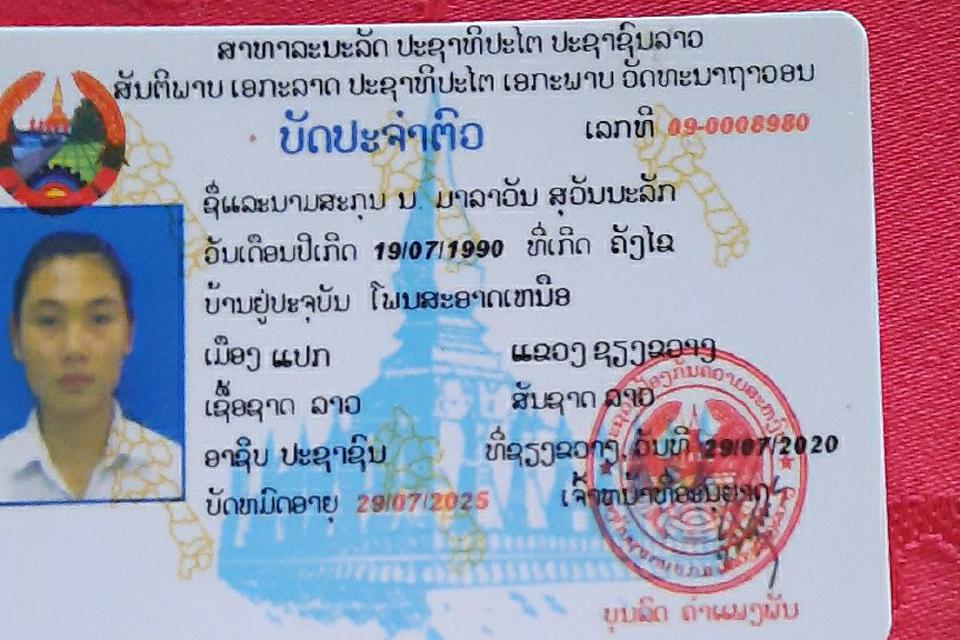 ສາທາລະນະລັດ ປະຊາທິປະໄຕ ປະຊາຊົນລາວ
ສັນຕິພາບ ເອກະລາດ ປະຊາທິປະໄຕ ເອກະພາບ ວັດທະນາຖາວອນ
ບັດປະຈຳຕົວ
ເລກທີ 09-0008980
ຊື່ແລະນາມສະກຸນ ນ. ມາລາວັນ ສຸວັນນະລັກ
ວັນເດືອນປີເກີດ 19/07/1990 ທີ່ເກີດ ຄັງໄຂ
ບ້ານຢູ່ປະຈຸບັນ ໂພນສະອາດເຫນືອ
ເມືອງ ແປກ ແຂວງ ຊຽງຂວາງ
ເຊື້ອຊາດ ລາວ ສັນຊາດ ລາວ
ອາຊີບ ປະຊາຊົນ ທີ່ຊຽງຂວາງ, ວັນທີ 29/07/2020
ບັດຫມົດອາຍຸ 29/07/2025 ເຈົ້າຫນ້າທີ່ອະນຸຍາດ
ບຸນລິດ ຄໍາແພງພັນ